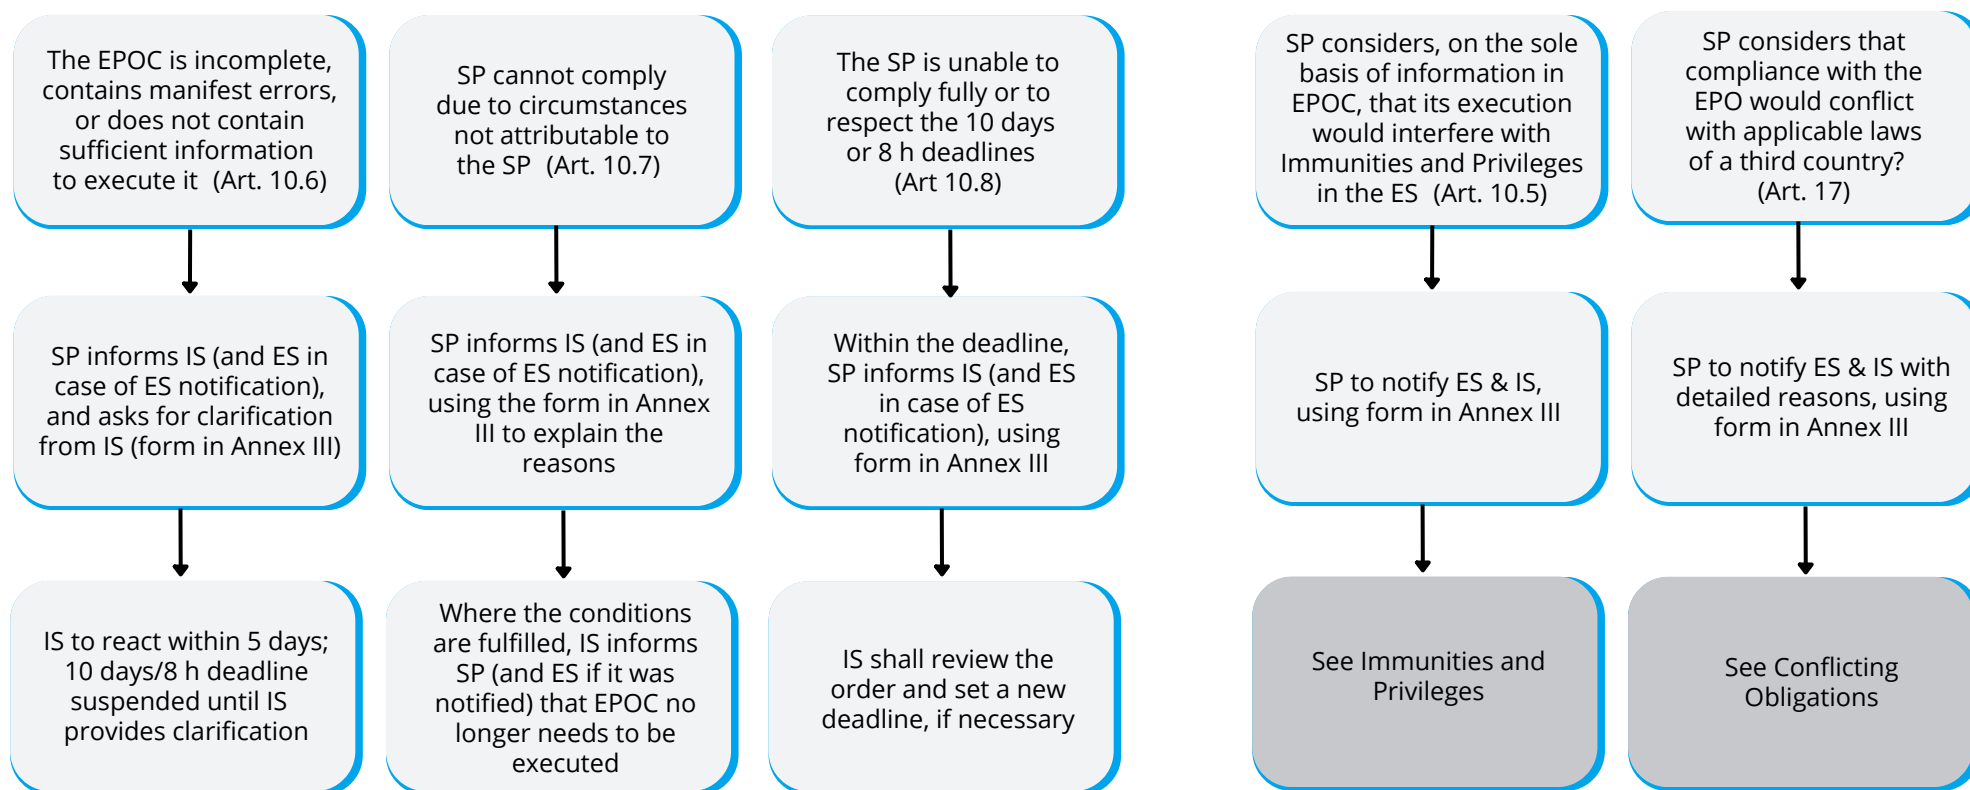 The EPOC is incomplete,
contains manifest errors,
or does not contain
sufficient information
to execute it (Art. 10.6)
SP cannot comply
due to circumstances
not attributable to
the SP (Art. 10.7)
The SP is unable to
comply fully or to
respect the 10 days
or 8 h deadlines
(Art 10.8)
SP considers, on the sole
basis of information in
EPOC, that its execution
would interfere with
Immunities and Privileges
in the ES (Art. 10.5)
SP considers that
compliance with the
EPO would conflict
with applicable laws
of a third country?
(Art. 17)
SP informs IS (and ES in
case of ES notification),
and asks for clarification
from IS (form in Annex III)
SP informs IS (and ES in
case of ES notification),
using the form in Annex
III to explain the
reasons
Within the deadline,
SP informs IS (and ES
in case of ES
notification), using
form in Annex III
SP to notify ES & IS,
using form in Annex III
SP to notify ES & IS with
detailed reasons, using
form in Annex III
IS to react within 5 days;
10 days/8 h deadline
suspended until IS
provides clarification
Where the conditions
are fulfilled, IS informs
SP (and ES if it was
notified) that EPOC no
longer needs to be
executed
IS shall review the
order and set a new
deadline, if necessary
See Immunities and
Privileges
See Conflicting
Obligations